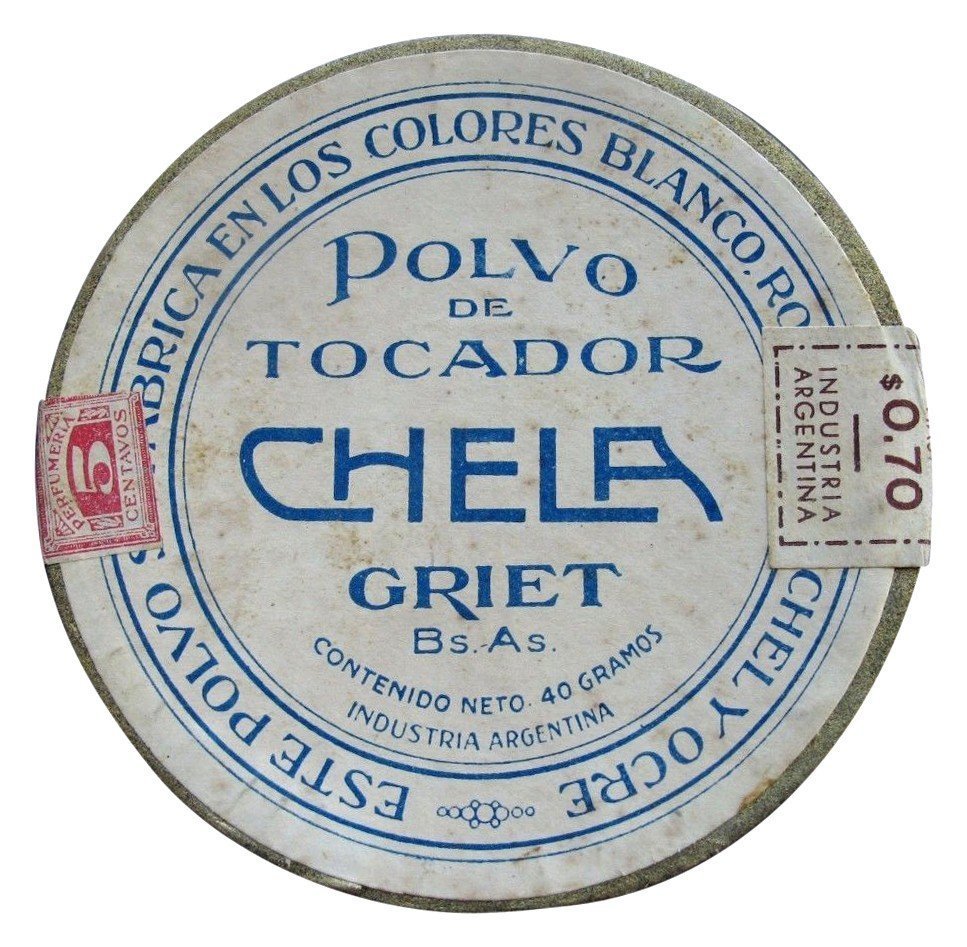 ESTE POLVO SE FABRICA EN LOS COLORES BLANCO. RO CHEL Y OCRE
POLVO
DE
TOCADOR
CHELA
GRIET
Bs.-As.
CONTENIDO NETO. 40 GRAMOS
INDUSTRIA ARGENTINA
PERFUMERIA
5
CENTAVOS
$0.70
INDUSTRIA
ARGENTINA